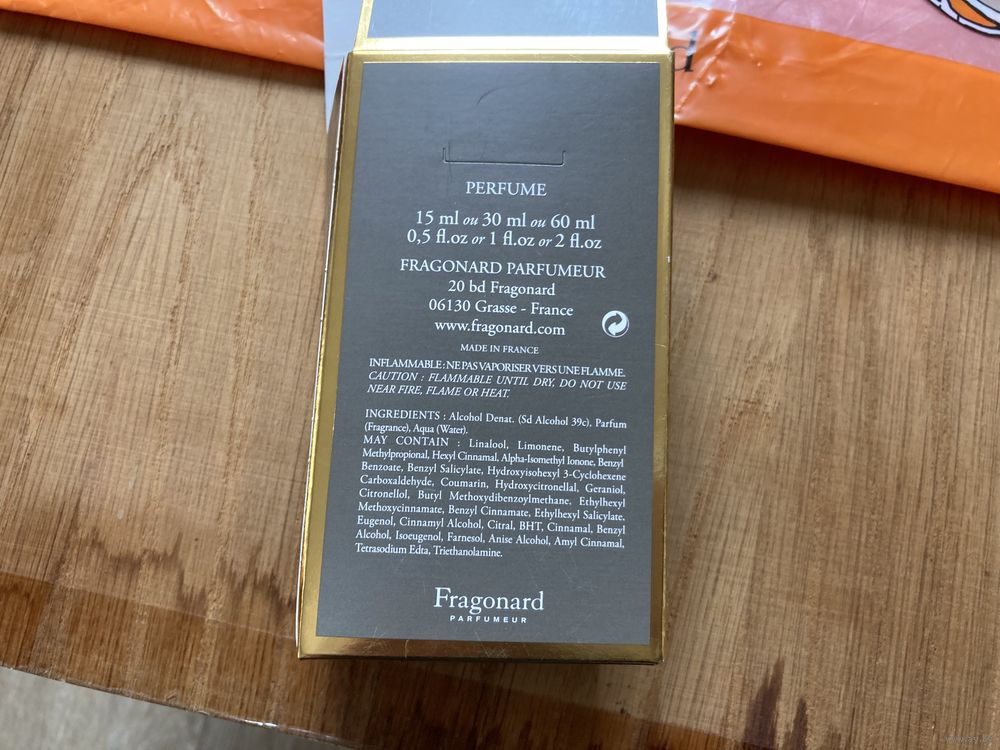 PERFUME
15 ml ou 30 ml ou 60 ml
0,5 fl.oz or 1 fl.oz or 2 fl.oz
FRAGONARD PARFUMEUR
20 bd Fragonard
06130 Grasse - France
www.fragonard.com
MADE IN FRANCE
INFLAMMABLE : NE PAS VAPORISER VERS UNE FLAMME.
CAUTION : FLAMMABLE UNTIL DRY, DO NOT USE
NEAR FIRE, FLAME OR HEAT.
INGREDIENTS : Alcohol Denat. (Sd Alcohol 39c), Parfum
(Fragrance), Aqua (Water).
MAY CONTAIN : Linalool, Limonene, Butylphenyl
Methylpropional, Hexyl Cinnamal, Alpha-Isomethyl Ionone, Benzyl
Benzoate, Benzyl Salicylate, Hydroxyisohexyl 3-Cyclohexene
Carboxaldehyde, Coumarin, Hydroxycitronellal, Geraniol,
Citronellol, Butyl Methoxydibenzoylmethane, Ethylhexyl
Methoxycinnamate, Benzyl Cinnamate, Ethylhexyl Salicylate,
Eugenol, Cinnamyl Alcohol, Citral, BHT, Cinnamal, Benzyl
Alcohol, Isoeugenol, Farnesol, Anise Alcohol, Amyl Cinnamal,
Tetrasodium Edta, Triethanolamine.
Fragonard
PARFUMEUR